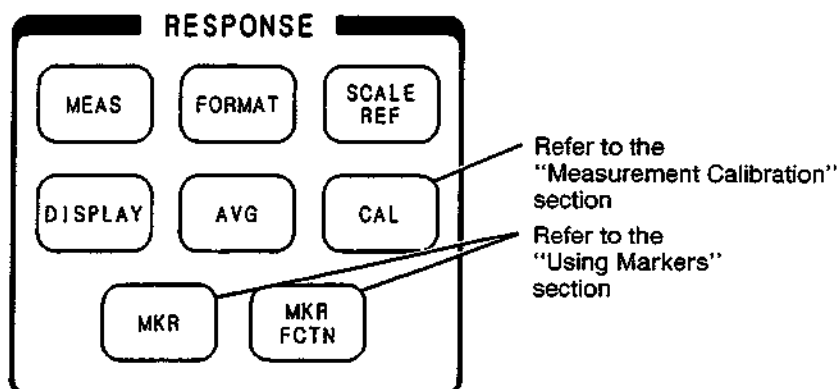 RESPONSE
MEAS
FORMAT
SCALE
REF
DISPLAY
AVG
CAL
MKR
MKR
FCTN
Refer to the
“Measurement Calibration”
section
Refer to the
“Using Markers”
section